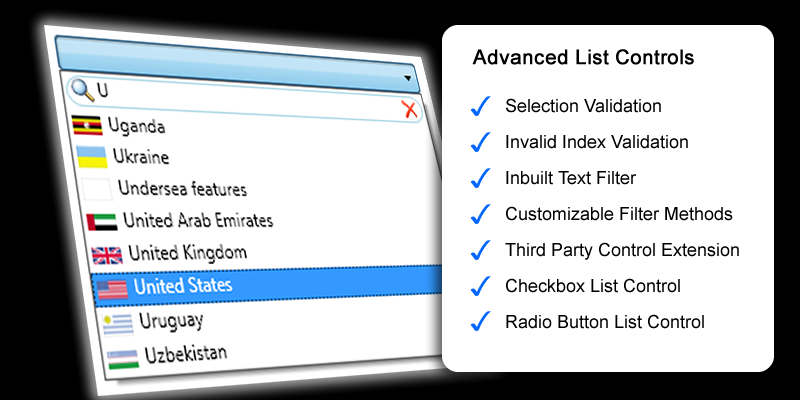 U
Uganda
Ukraine
Undersea features
United Arab Emirates
United Kingdom
United States
Uruguay
Uzbekistan
Advanced List Controls
Selection Validation
Invalid Index Validation
Inbuilt Text Filter
Customizable Filter Methods
Third Party Control Extension
Checkbox List Control
Radio Button List Control